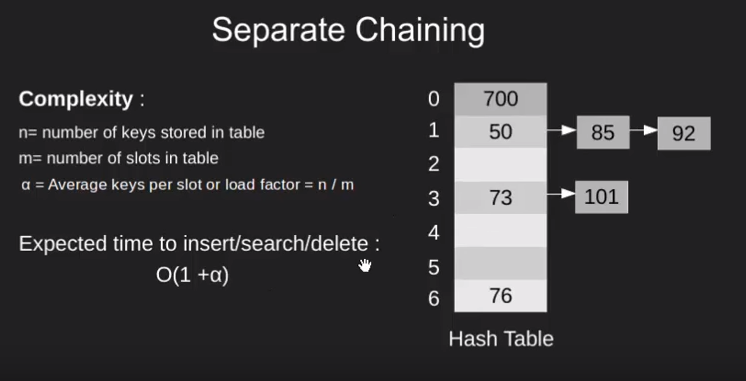 Separate Chaining
Complexity :
n= number of keys stored in table
m= number of slots in table
α = Average keys per slot or load factor = n / m
Expected time to insert/search/delete :
O(1 +α)
0 700
1 50 85 92
2
3 73 101
4
5
6 76
Hash Table